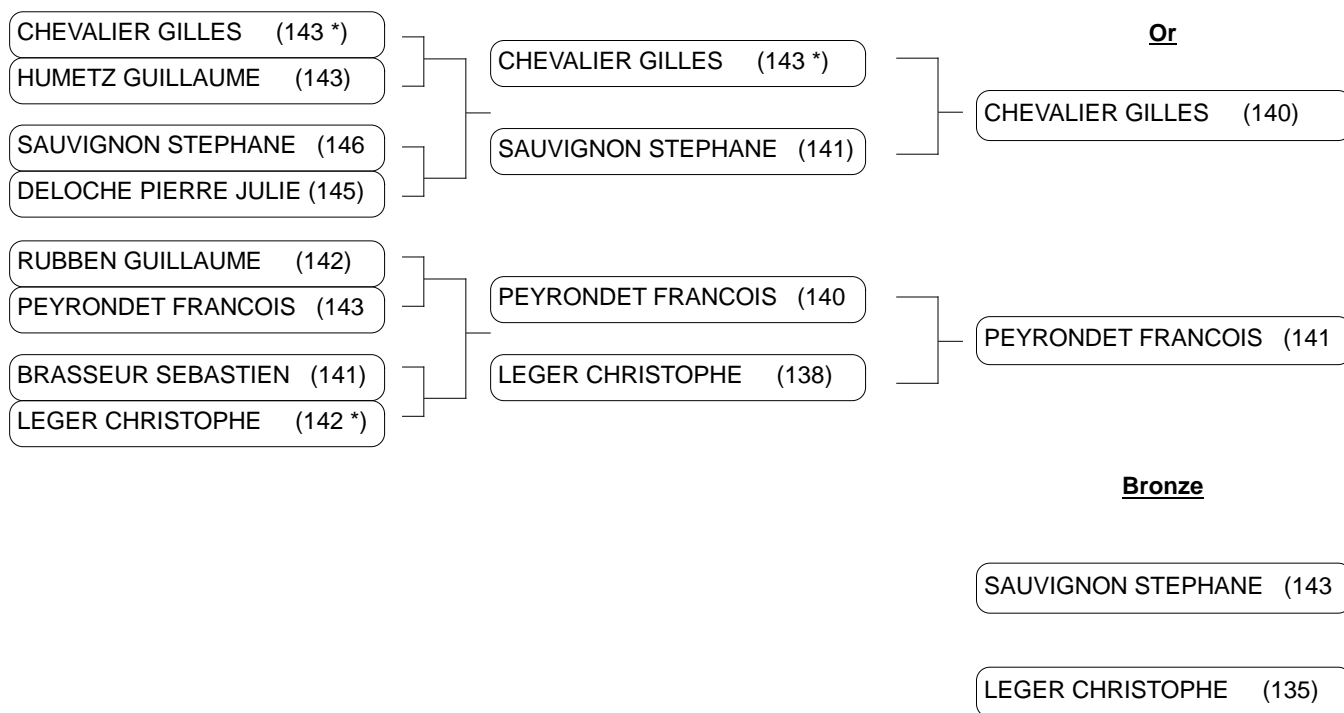 CHEVALIER GILLES (143 *)
HUMETZ GUILLAUME (143)
SAUVIGNON STEPHANE (146
DELOCHE PIERRE JULIE (145)
RUBBEN GUILLAUME (142)
PEYRONDET FRANCOIS (143
BRASSEUR SEBASTIEN (141)
LEGER CHRISTOPHE (142 *)
CHEVALIER GILLES (143 *)
SAUVIGNON STEPHANE (141)
PEYRONDET FRANCOIS (140
LEGER CHRISTOPHE (138)
Or
CHEVALIER GILLES (140)
PEYRONDET FRANCOIS (141
Bronze
SAUVIGNON STEPHANE (143
LEGER CHRISTOPHE (135)